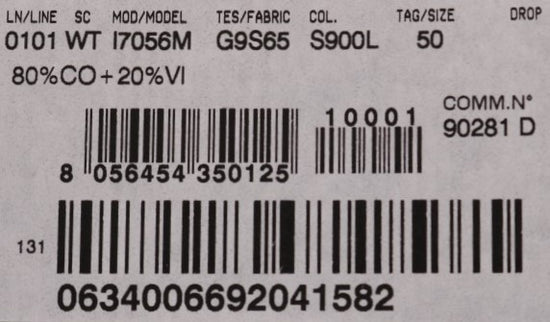 LN/LINE SC MOD/MODEL TES/FABRIC COL. TAG/SIZE DROP
0101 WT I7056M G9S65 S900L 50
80%CO+20%VI
10001
COMM.N°
90281 D
8 056454 350125
131
0634006692041582